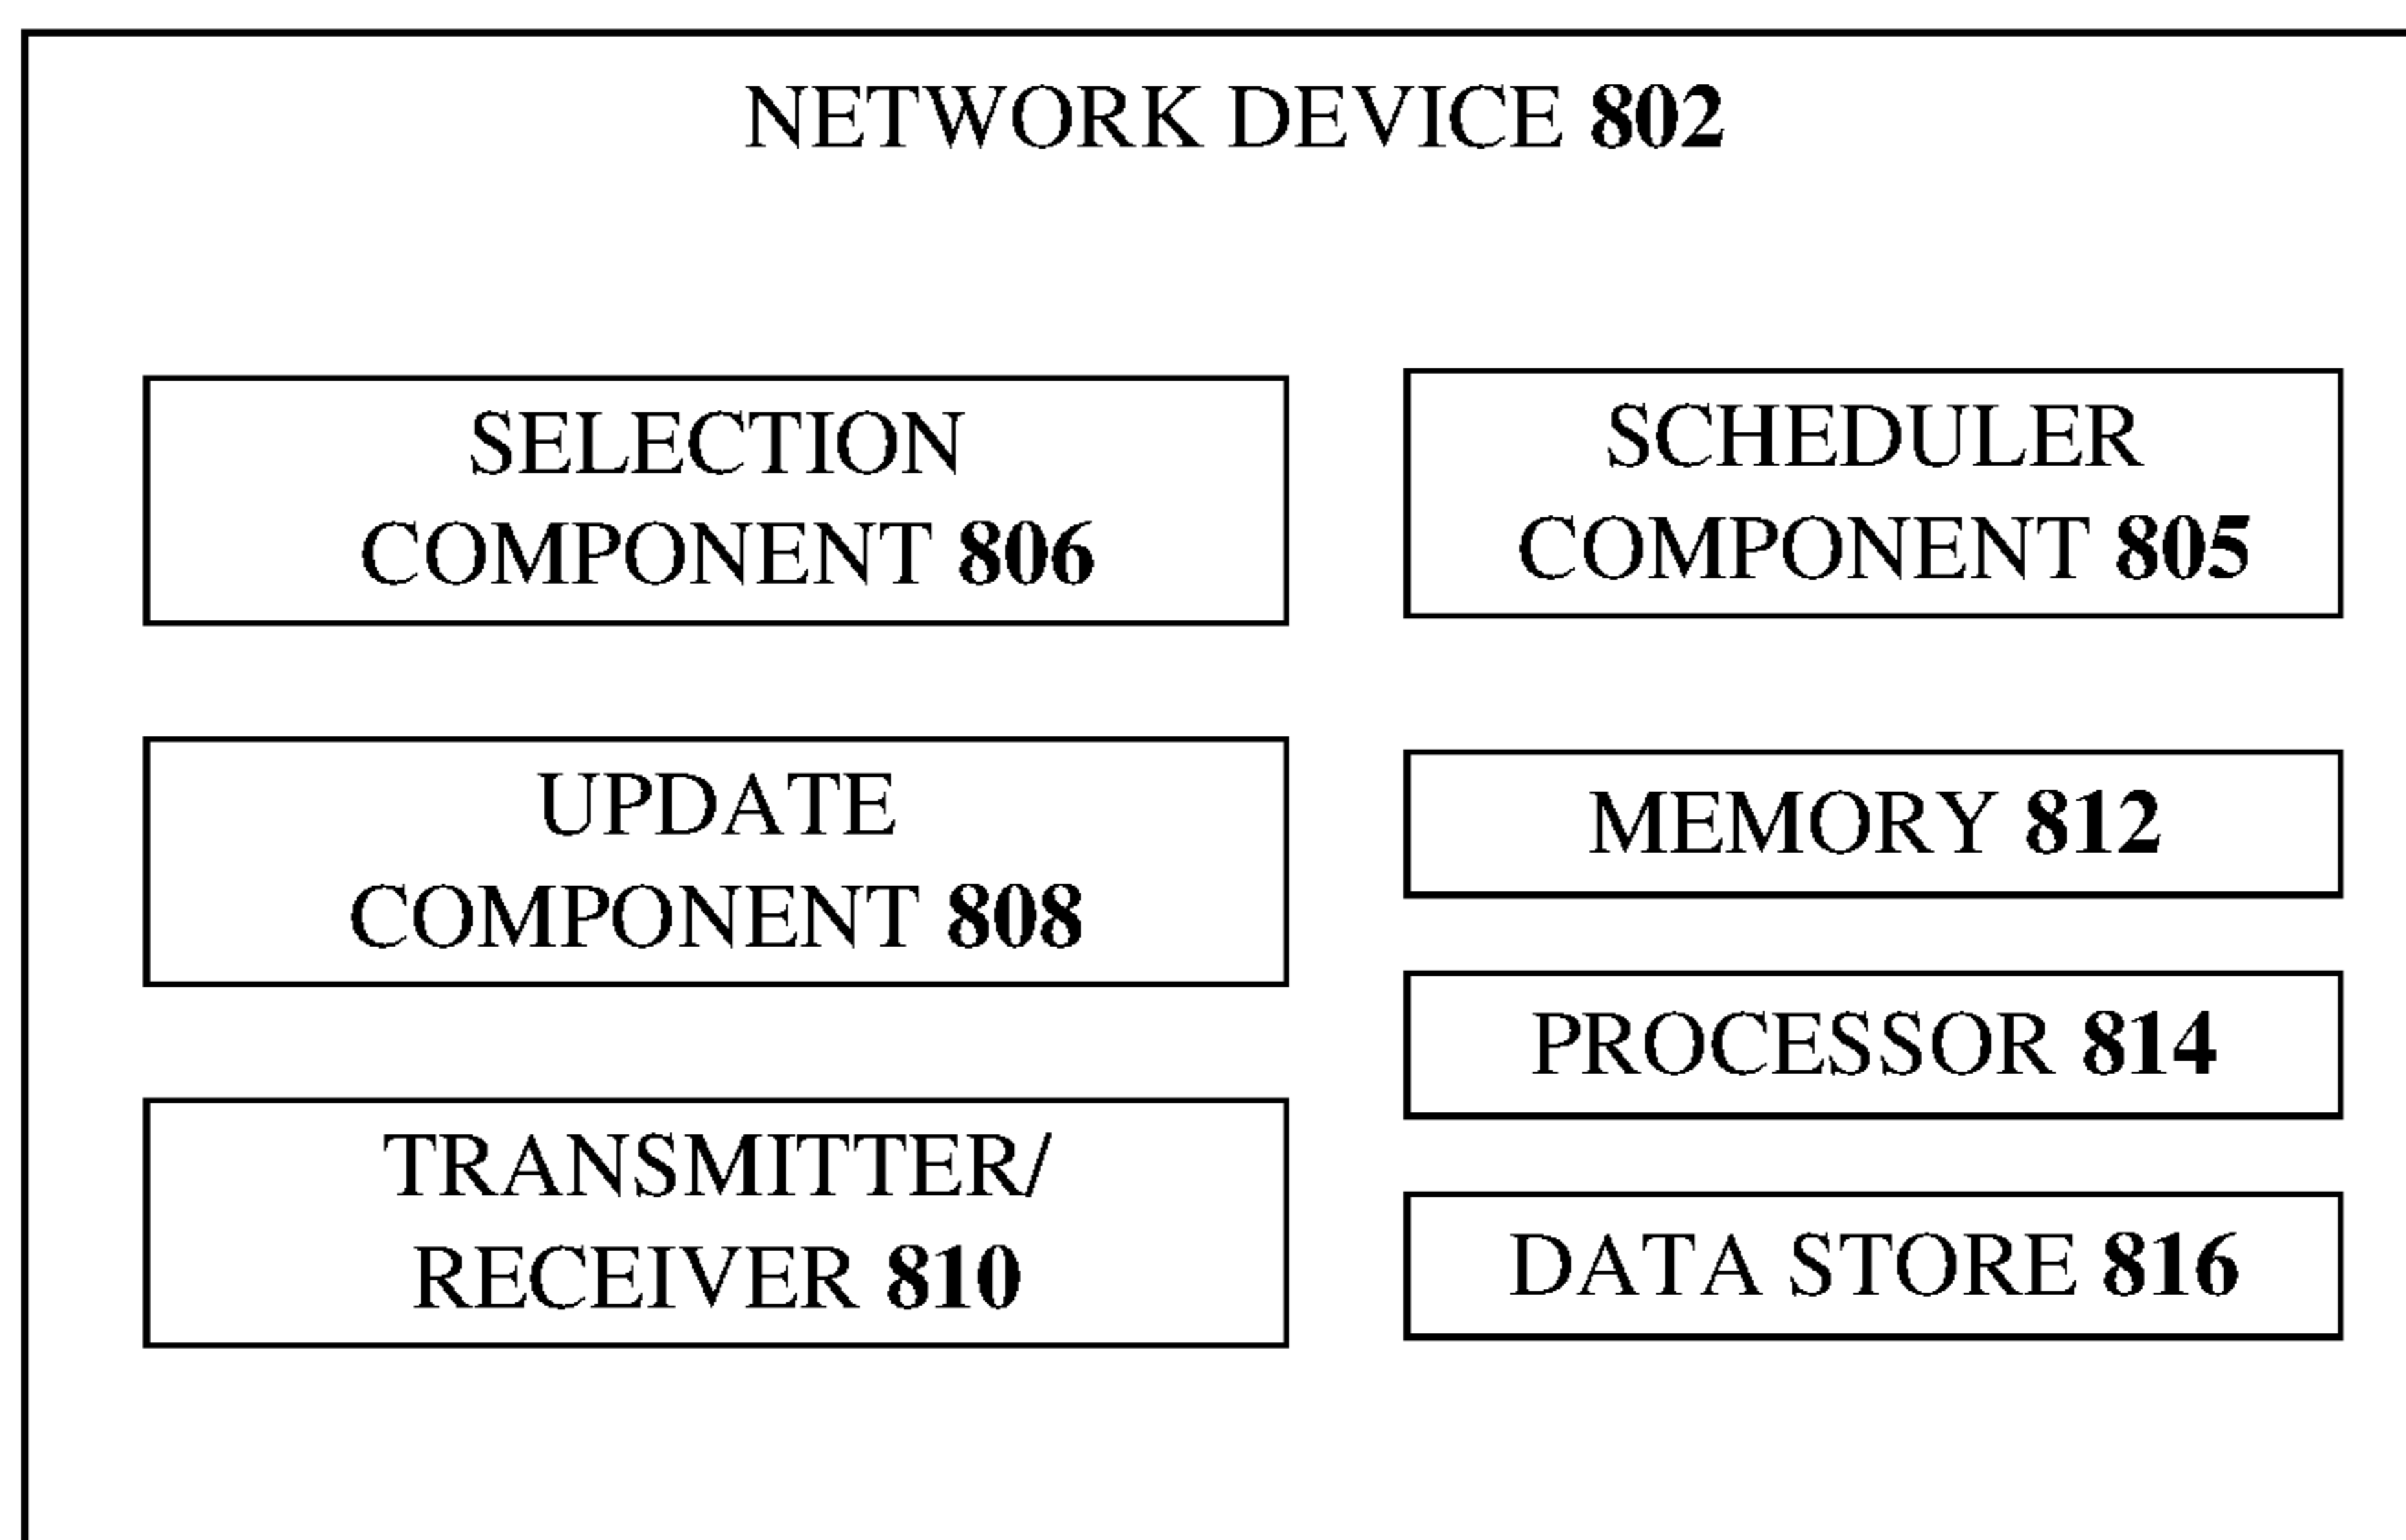 NETWORK DEVICE 802
SELECTION
COMPONENT 806
SCHEDULER
COMPONENT 805
UPDATE
COMPONENT 808
MEMORY 812
PROCESSOR 814
TRANSMITTER/
RECEIVER 810
DATA STORE 816